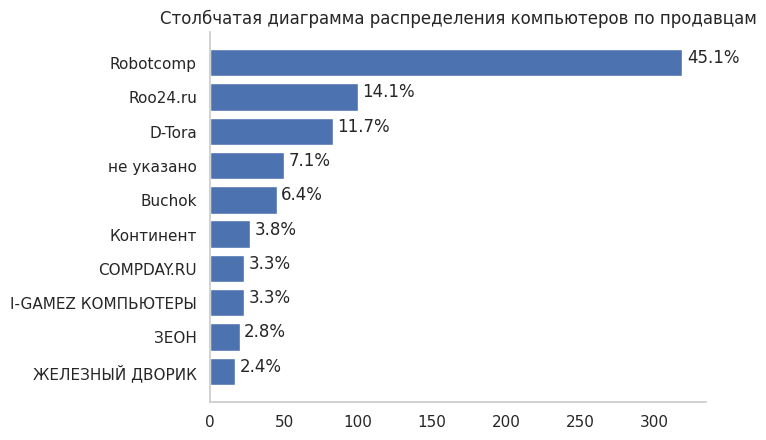 Столбчатая диаграмма распределения компьютеров по продавцам
Robotcomp 45.1%
Roo24.ru 14.1%
D-Tora 11.7%
не указано 7.1%
Buchok 6.4%
Континент 3.8%
COMPDAY.RU 3.3%
I-GAMEZ КОМПЬЮТЕРЫ 3.3%
ЗЕОН 2.8%
ЖЕЛЕЗНЫЙ ДВОРИК 2.4%
0 50 100 150 200 250 300